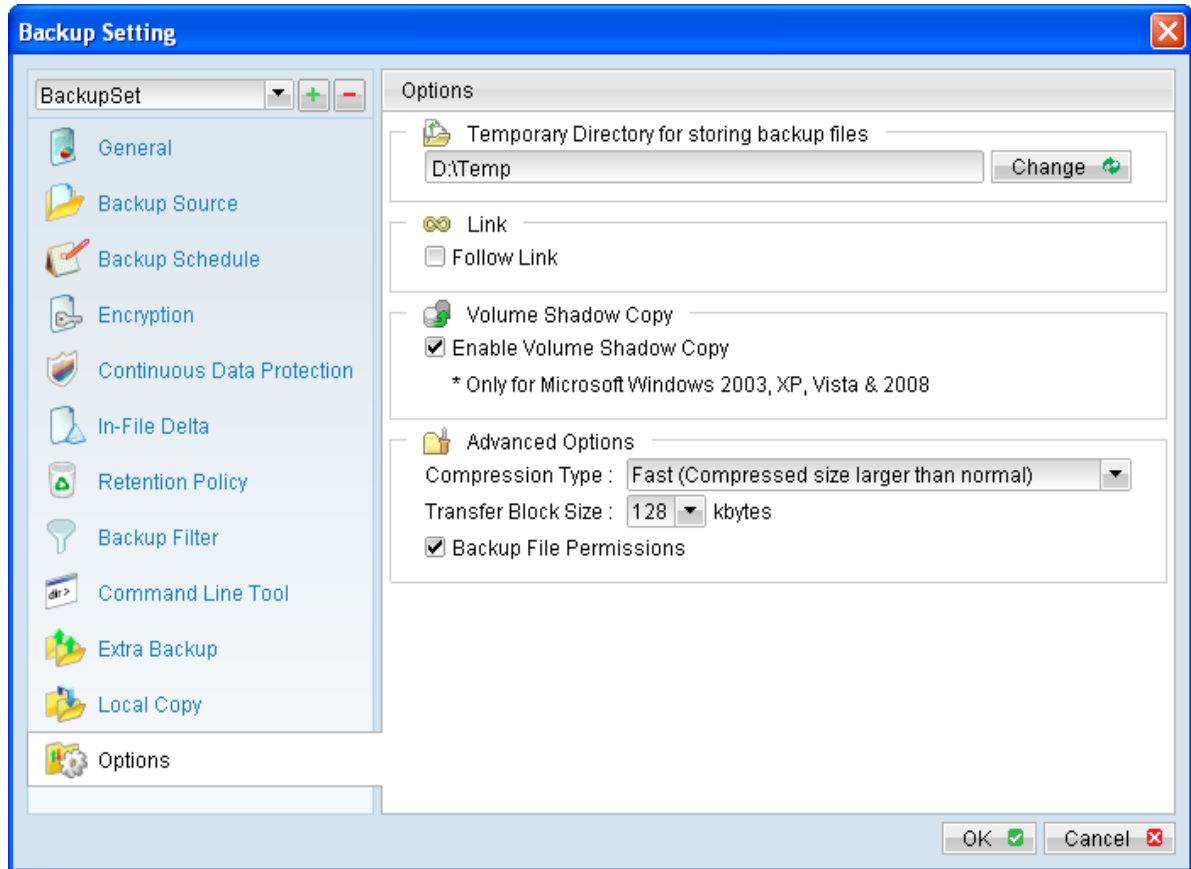 Backup Setting
BackupSet
General
Backup Source
Backup Schedule
Encryption
Continuous Data Protection
In-File Delta
Retention Policy
Backup Filter
dir >
Command Line Tool
Extra Backup
Local Copy
Options
Options
Temporary Directory for storing backup files
D:\Temp
Change
Link
Follow Link
Volume Shadow Copy
Enable Volume Shadow Copy
* Only for Microsoft Windows 2003, XP, Vista & 2008
Advanced Options
Compression Type : Fast (Compressed size larger than normal)
Transfer Block Size : 128 kbytes
Backup File Permissions
OK
Cancel